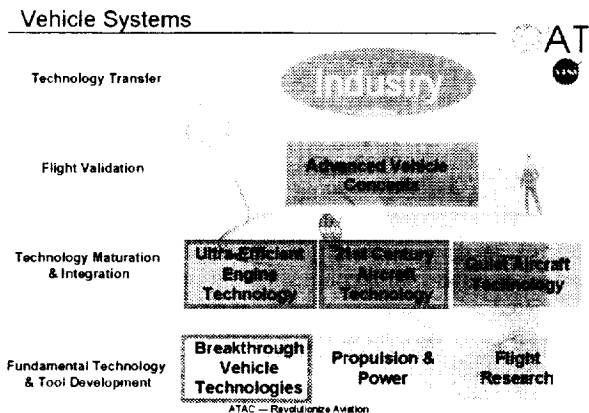 Vehicle Systems
AT
NASA
Technology Transfer
Industry
Flight Validation
Advanced Vehicle
Concepts
Technology Maturation
& Integration
Ultra-Efficient
Engine
Technology
21st Century
Aircraft
Technology
Quiet Aircraft
Technology
Fundamental Technology
& Tool Development
Breakthrough
Vehicle
Technologies
Propulsion &
Power
Flight
Research
ATAC — Revolutionize Aviation